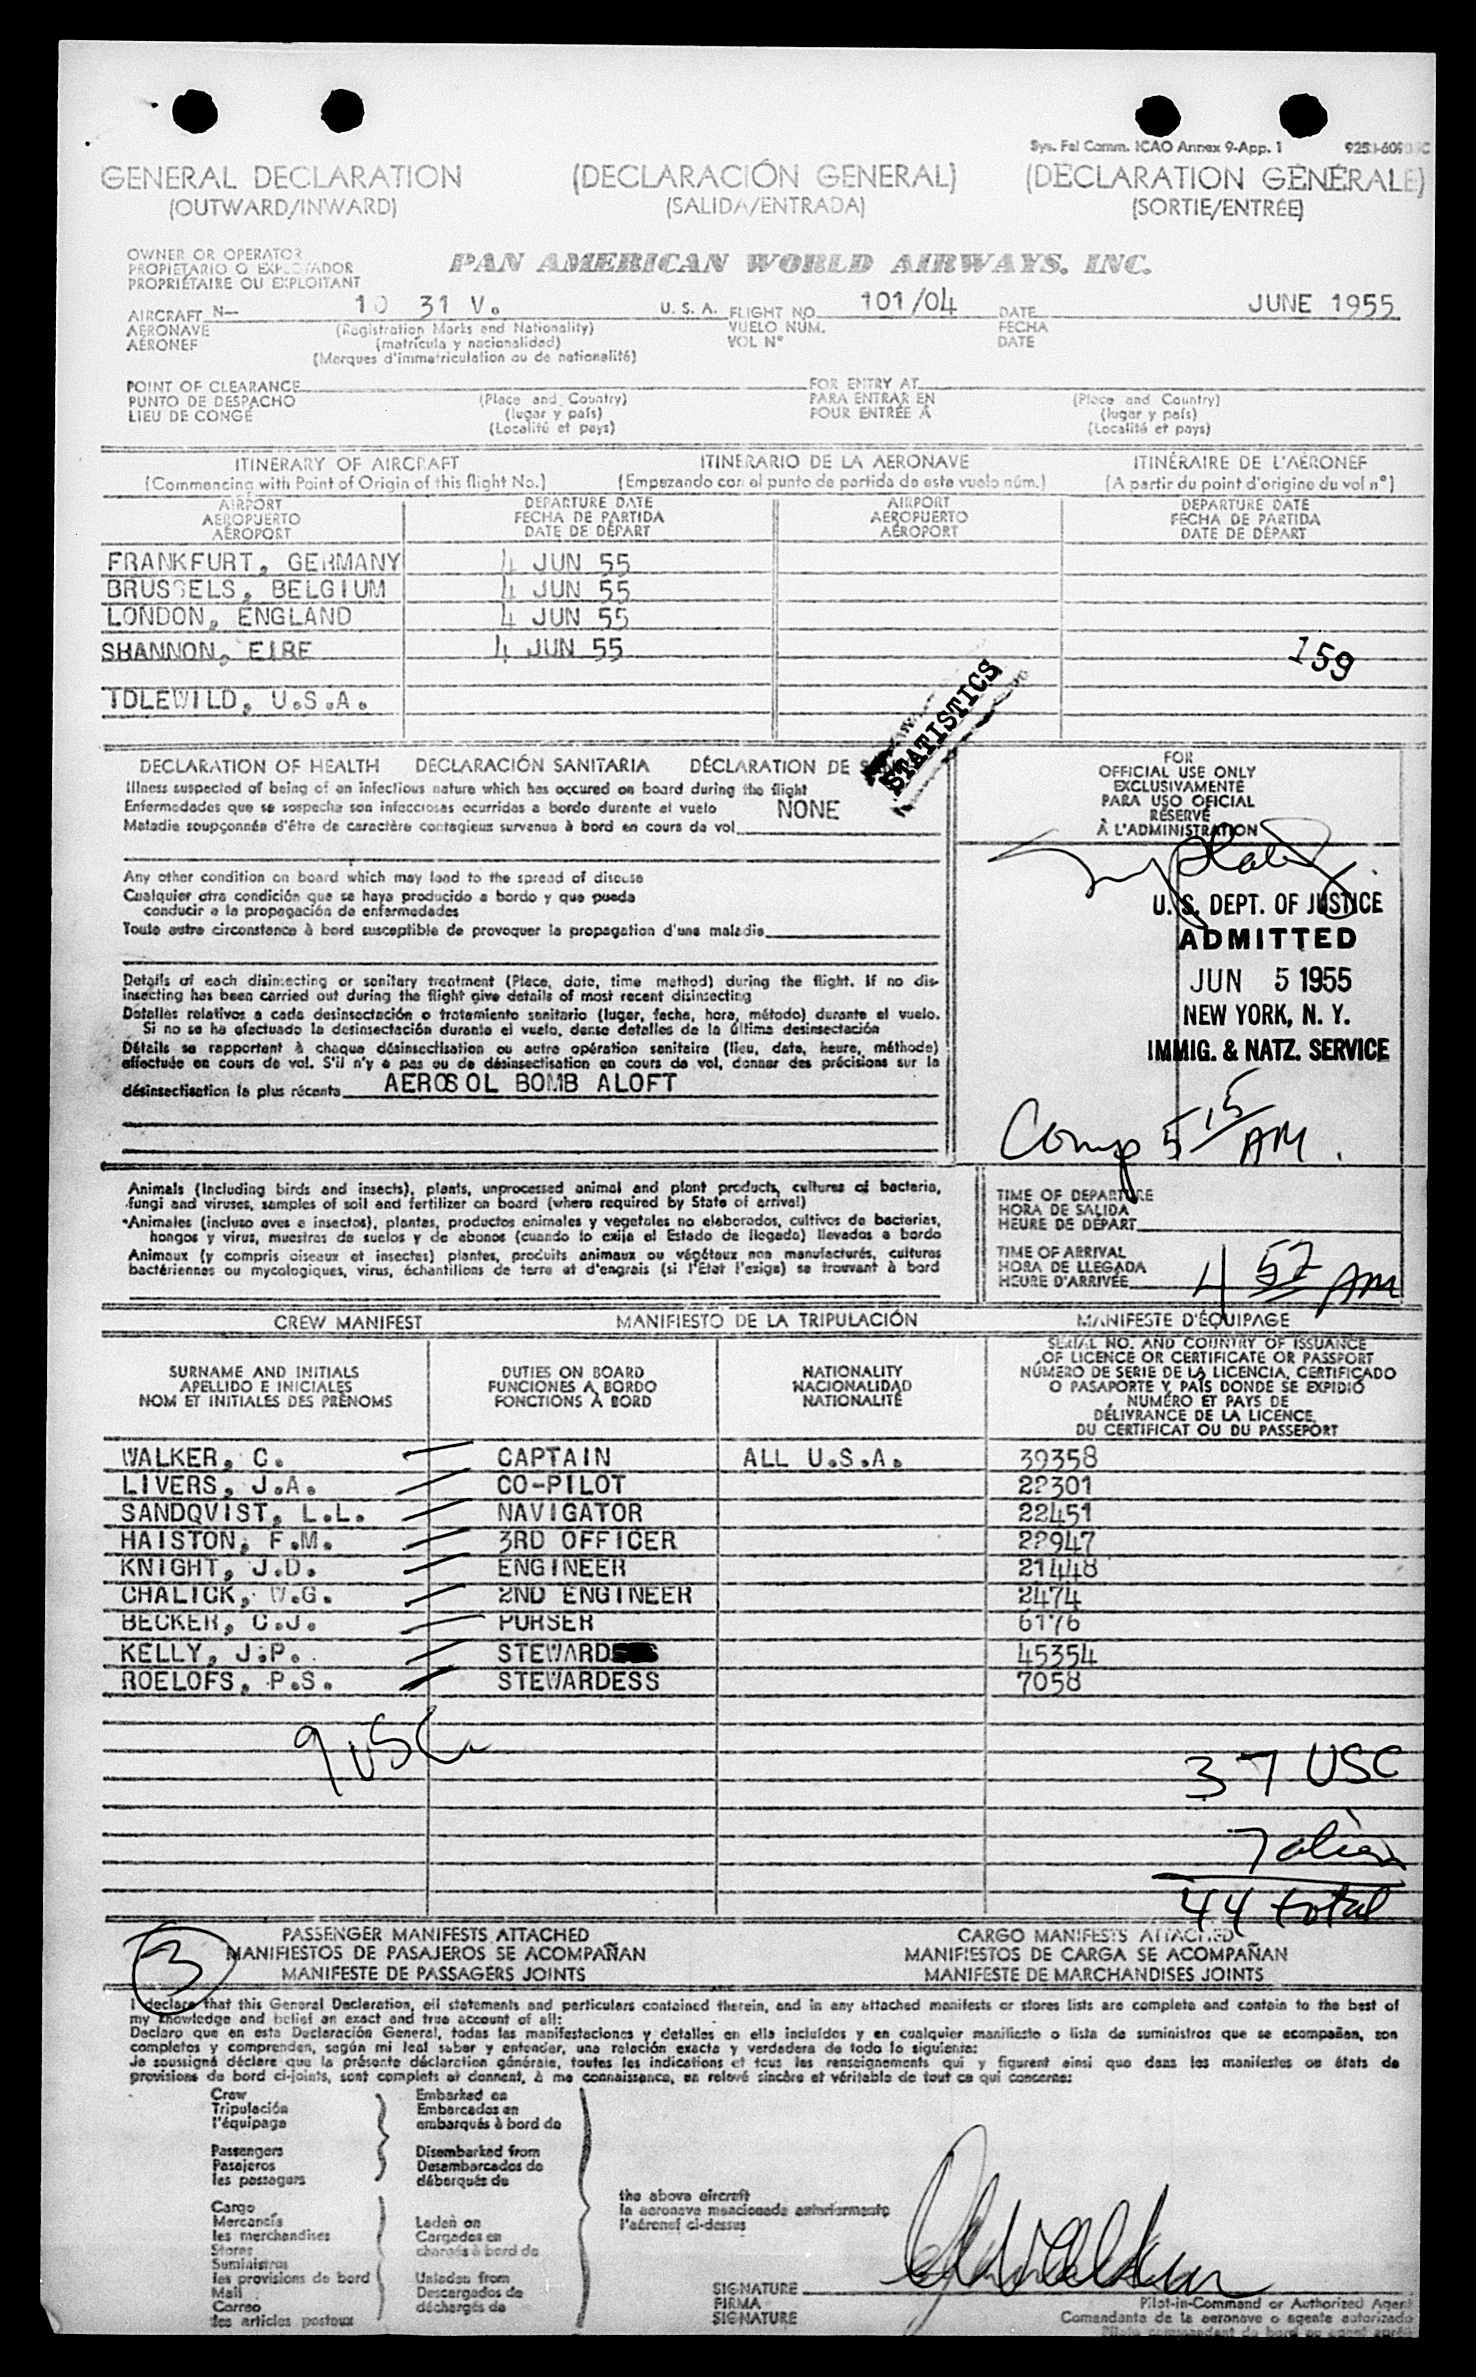 Sys. Fal Comm. ICAO Annex 9-App. 1
GENERAL DECLARATION (DECLARACIÓN GENERAL) (DÉCLARATION GÉNÉRALE)
(OUTWARD/INWARD) (SALIDA/ENTRADA) (SORTIE/ENTRÉE)
OWNER OR OPERATOR
PROPIETARIO O EXPLOTADOR PAN AMERICAN WORLD AIRWAYS, INC.
PROPRIÉTAIRE OU EXPLOITANT
AIRCRAFT N— 10 31 V. U. S. A. FLIGHT NO. 101/04 DATE JUNE 1955
AERONAVE (Registration Marks and Nationality) VUELO NÚM. FECHA
AÉRONEF (matrícula y nacionalidad) VOL N° DATE
(Marques d'immatriculation ou de nationalité)
POINT OF CLEARANCE FOR ENTRY AT
PUNTO DE DESPACHO (Place and Country) PARA ENTRAR EN (Place and Country)
LIEU DE CONGÉ (lugar y país) POUR ENTRÉE À (lugar y país)
(Localité et pays) (Localité et pays)
ITINERARY OF AIRCRAFT ITINERARIO DE LA AERONAVE ITINÉRAIRE DE L'AÉRONEF
(Commencing with Point of Origin of this flight No.) (Empezando con el punto de partida de este vuelo núm.) (A partir du point d'origine du vol n°)
AIRPORT DEPARTURE DATE AIRPORT DEPARTURE DATE
AEROPUERTO FECHA DE PARTIDA AEROPUERTO FECHA DE PARTIDA
AÉROPORT DATE DE DÉPART AÉROPORT DATE DE DÉPART
FRANKFURT, GERMANY 4 JUN 55
BRUSSELS, BELGIUM 4 JUN 55
LONDON, ENGLAND 4 JUN 55
SHANNON, EIRE 4 JUN 55 159
IDLEWILD, U.S.A.
STATISTICS
DECLARATION OF HEALTH DECLARACIÓN SANITARIA DÉCLARATION DE
Illness suspected of being of an infectious nature which has occured on board during the flight
Enfermedades que se sospecha son infecciosas ocurridas a bordo durante el vuelo NONE
Maladie soupçonnée d'être de caractère contagieux survenue à bord en cours de vol
Any other condition on board which may lead to the spread of disease
Cualquier otra condición que se haya producido a bordo y que pueda
conducir a la propagación de enfermedades
Toute autre circonstance à bord susceptible de provoquer la propagation d'une maladie
Details of each disinsecting or sanitary treatment (Place, date, time method) during the flight. If no dis-
insecting has been carried out during the flight give details of most recent disinsecting
Detalles relativos a cada desinsectación o tratamiento sanitario (lugar, fecha, hora, método) durante el vuelo.
Si no se ha efectuado la desinsectación durante el vuelo, dense detalles de la última desinsectación
Détails se rapportent à chaque désinsectisation ou autre opération sanitaire (lieu, date, heure, méthode)
effectuée en cours de vol. S'il n'y a pas eu de désinsectisation en cours de vol, donner des précisions sur la
désinsectisation la plus récente AEROSOL BOMB ALOFT
FOR
OFFICIAL USE ONLY
EXCLUSIVAMENTE
PARA USO OFICIAL
RÉSERVÉ
À L'ADMINISTRATION
U. S. DEPT. OF JUSTICE
ADMITTED
JUN 5 1955
NEW YORK, N. Y.
IMMIG. & NATZ. SERVICE
Comp 5 15 AM.
Animals (Including birds and insects), plants, unprocessed animal and plant products, cultures of bacteria,
fungi and viruses, samples of soil and fertilizer on board (where required by State of arrival)
Animales (incluso aves e insectos), plantas, productos animales y vegetales no elaborados, cultivos de bacterias,
hongos y virus, muestras de suelos y de abonos (cuando lo exija el Estado de llegada) llevados a bordo
Animaux (y compris oiseaux et insectes) plantes, produits animaux ou végétaux non manufacturés, cultures
bactériennes ou mycologiques, virus, échantillons de terre et d'engrais (si l'État l'exige) se trouvant à bord
TIME OF DEPARTURE
HORA DE SALIDA
HEURE DE DÉPART
TIME OF ARRIVAL
HORA DE LLEGADA
HEURE D'ARRIVÉE 4 52 AM
CREW MANIFEST MANIFIESTO DE LA TRIPULACIÓN MANIFESTE D'ÉQUIPAGE
SURNAME AND INITIALS
APELLIDO E INICIALES
NOM ET INITIALES DES PRÉNOMS
DUTIES ON BOARD
FUNCIONES A BORDO
FONCTIONS À BORD
NATIONALITY
NACIONALIDAD
NATIONALITÉ
SERIAL NO. AND COUNTRY OF ISSUANCE
OF LICENCE OR CERTIFICATE OR PASSPORT
NÚMERO DE SERIE DE LA LICENCIA, CERTIFICADO
O PASAPORTE Y PAÍS DONDE SE EXPIDIÓ
NUMÉRO ET PAYS DE
DÉLIVRANCE DE LA LICENCE,
DU CERTIFICAT OU DU PASSEPORT
WALKER, C. CAPTAIN ALL U.S.A. 39358
LIVERS, J.A. CO-PILOT 22301
SANDQVIST, L.L. NAVIGATOR 22451
HAISTON, F.M. 3RD OFFICER 22947
KNIGHT, J.D. ENGINEER 21448
CHALICK, W.G. 2ND ENGINEER 2474
BECKER, C.J. PURSER 6176
KELLY, J.P. STEWARD 45354
ROELOFS, P.S. STEWARDESS 7058
9 USC
37 USC
7 alien
44 total
3
PASSENGER MANIFESTS ATTACHED CARGO MANIFESTS ATTACHED
MANIFIESTOS DE PASAJEROS SE ACOMPAÑAN MANIFIESTOS DE CARGA SE ACOMPAÑAN
MANIFESTE DE PASSAGERS JOINTS MANIFESTE DE MARCHANDISES JOINTS
I declare that this General Declaration, all statements and particulars contained therein, and in any attached manifests or stores lists are complete and contain to the best of
my knowledge and belief an exact and true account of all:
Declaro que en esta Declaración General, todas las manifestaciones y detalles en ella incluídos y en cualquier manifiesto o lista de suministros que se acompañan, son
completos y comprenden, según mi leal saber y entender, una relación exacta y verdadera de todo lo siguiente:
Je soussigné déclare que la présente déclaration générale, toutes les indications et tous les renseignements qui y figurent ainsi que dans les manifestes ou états de
provisions de bord ci-joints, sont complets et donnent, à ma connaissance, un relevé sincère et véritable de tout ce qui concerne:
Crew Embarked on
Tripulación Embarcados en
l'équipage embarqués à bord de
Passengers Disembarked from
Pasajeros Desembarcados de
les passagers débarqués de
the above aircraft
la aeronave mencionada anteriormente
l'aéronef ci-dessus
Cargo
Mercancía Laden on
les marchandises Cargados en
Stores chargés à bord de
Suministros
les provisions de bord Unladen from
Mail Descargados de
Correo déchargés de
les articles postaux
SIGNATURE
FIRMA
SIGNATURE
Pilot-in-Command or Authorized Agent
Comandante de la aeronave o agente autorizado